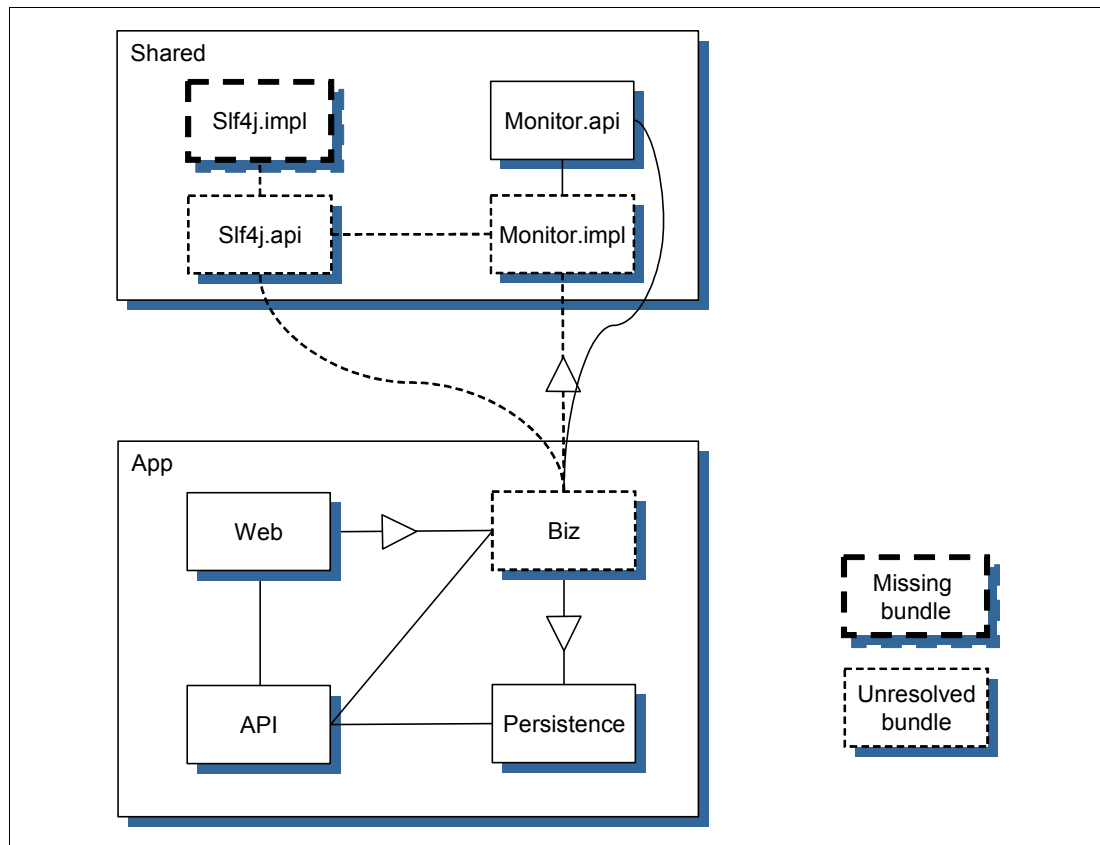 Shared
Slf4j.impl
Monitor.api
Slf4j.api
Monitor.impl
App
Web
Biz
API
Persistence
Missing
bundle
Unresolved
bundle